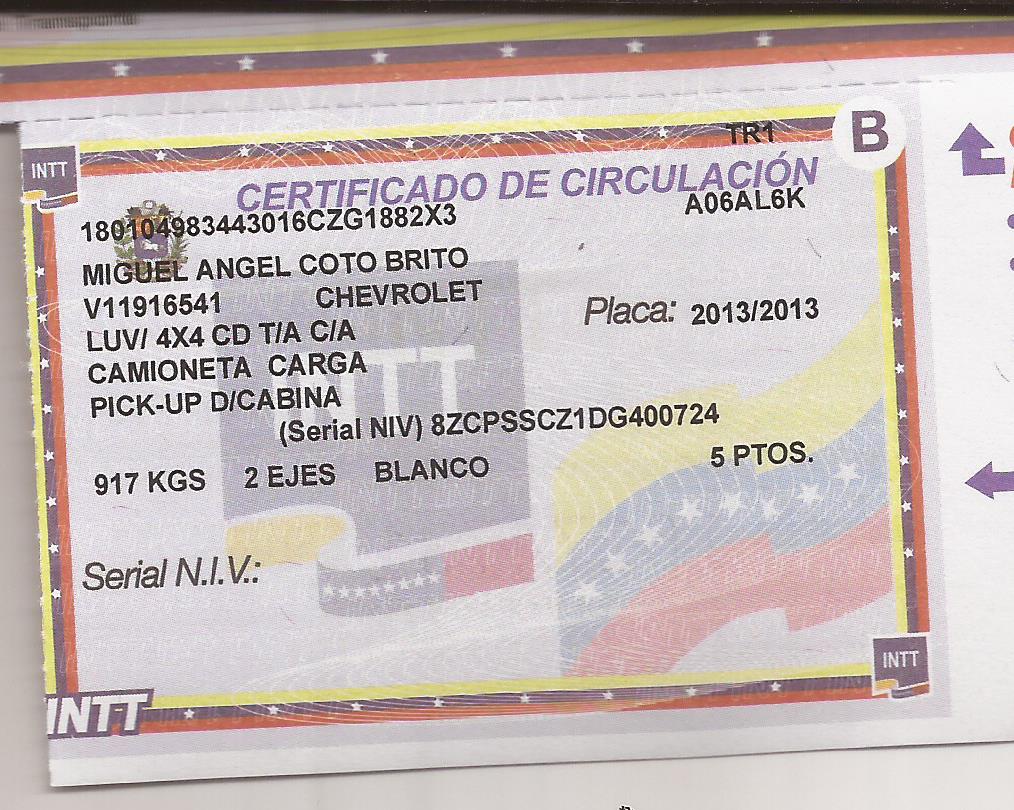 TR1
B
INTT
CERTIFICADO DE CIRCULACIÓN
180104983443016CZG1882X3
A06AL6K
MIGUEL ANGEL COTO BRITO
V11916541 CHEVROLET
Placa: 2013/2013
LUV/ 4X4 CD T/A C/A
CAMIONETA CARGA
INTT
PICK-UP D/CABINA
(Serial NIV) 8ZCPSSCZ1DG400724
917 KGS 2 EJES BLANCO 5 PTOS.
Serial N.I.V.:
INTT
INTT